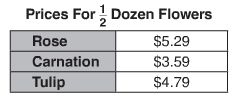 Prices For 1/2 Dozen Flowers
Rose $5.29
Carnation $3.59
Tulip $4.79